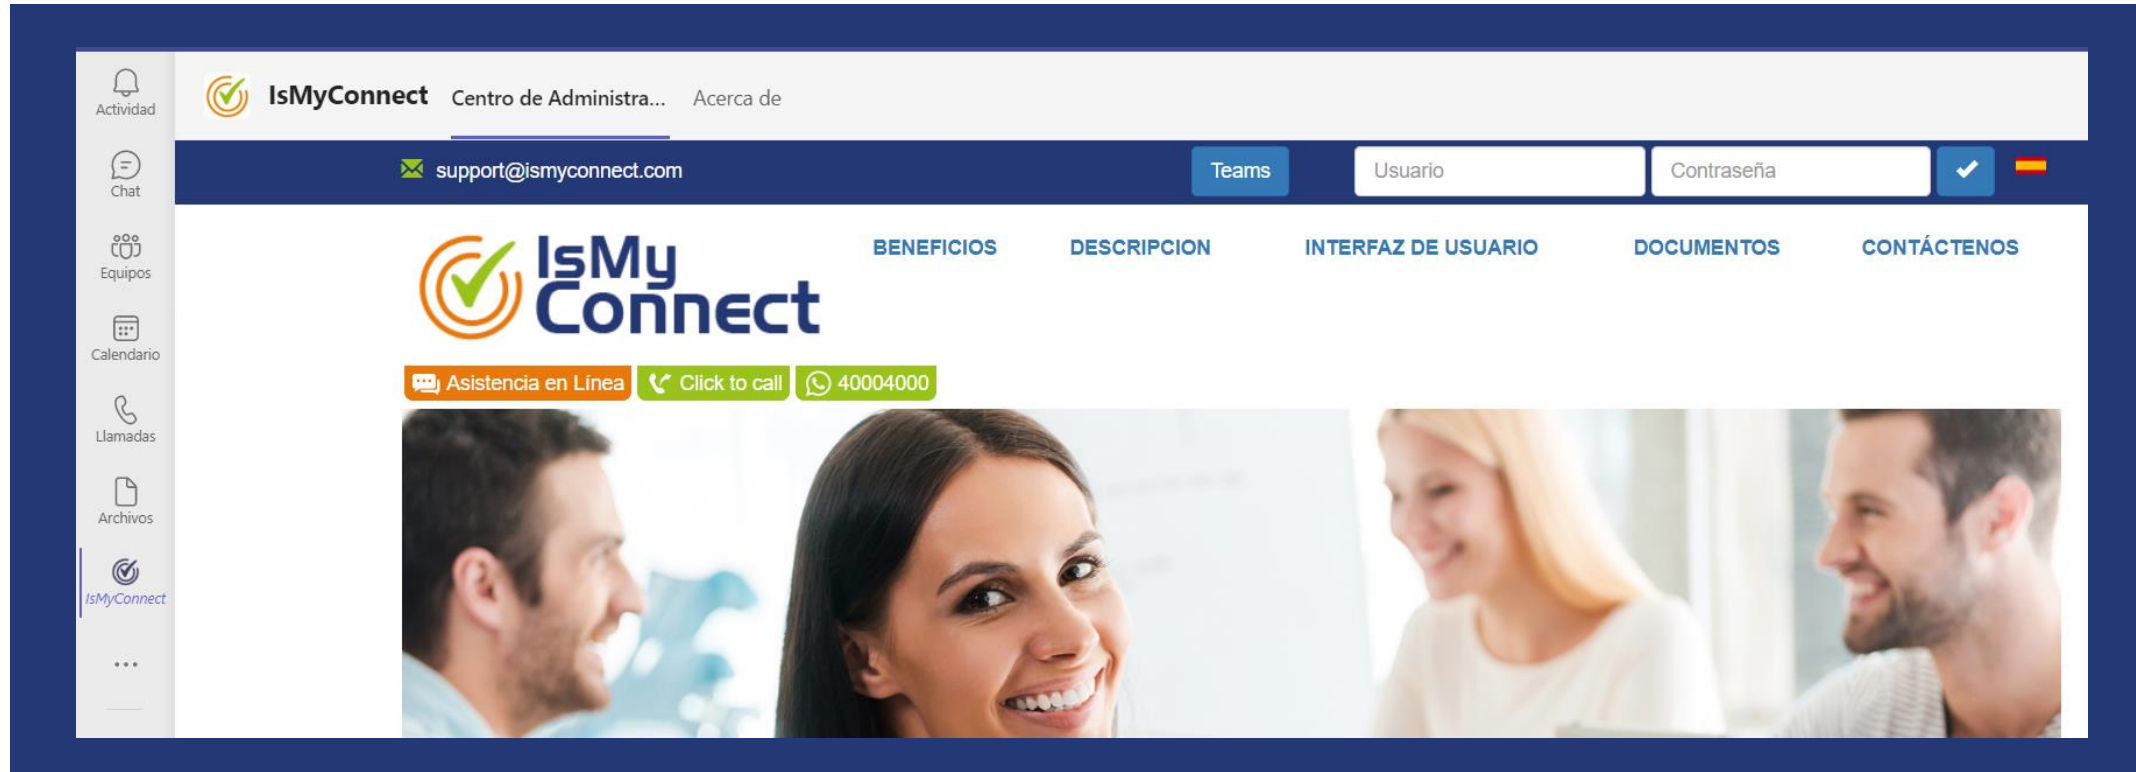 Actividad
Chat
Equipos
Calendario
Llamadas
Archivos
IsMyConnect
IsMyConnect Centro de Administra... Acerca de
support@ismyconnect.com Teams Usuario Contraseña
IsMy
Connect
BENEFICIOS DESCRIPCION INTERFAZ DE USUARIO DOCUMENTOS CONTÁCTENOS
Asistencia en Línea Click to call 40004000